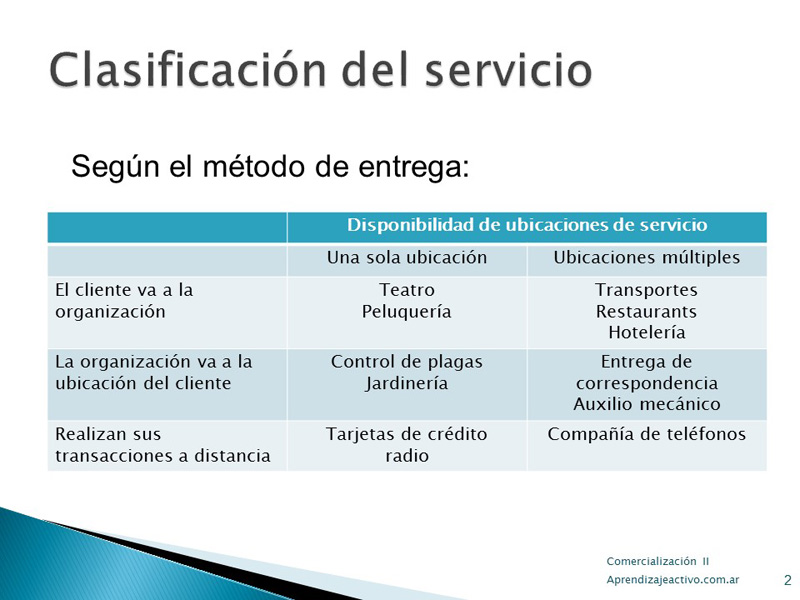 Clasificación del servicio
Según el método de entrega:
Disponibilidad de ubicaciones de servicio
Una sola ubicación
Ubicaciones múltiples
El cliente va a la
organización
Teatro
Peluquería
Transportes
Restaurants
Hotelería
La organización va a la
ubicación del cliente
Control de plagas
Jardinería
Entrega de
correspondencia
Auxilio mecánico
Realizan sus
transacciones a distancia
Tarjetas de crédito
radio
Compañía de teléfonos
Comercialización II
Aprendizajeactivo.com.ar
2